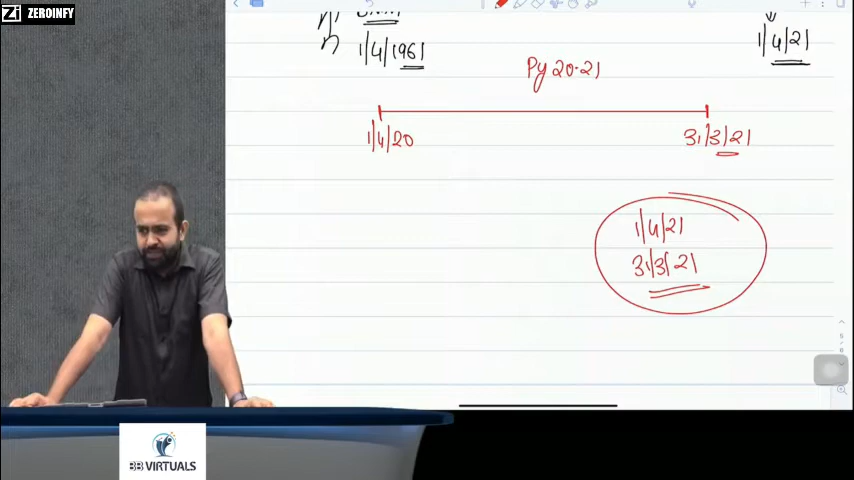 Zi ZEROINFY
1/4/1961
1/4/21
Py 20-21
1/4/20
31/3/21
1/4/21
31/3/21
BB VIRTUALS